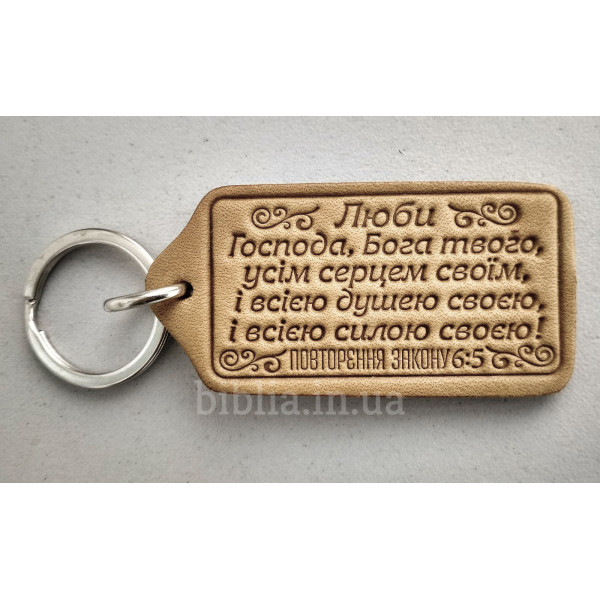 Люби
Господа, Бога твого,
усім серцем своїм,
і всією душею своєю,
і всією силою своєю!
ПОВТОРЕННЯ ЗАКОНУ 6:5
biblia.in.ua